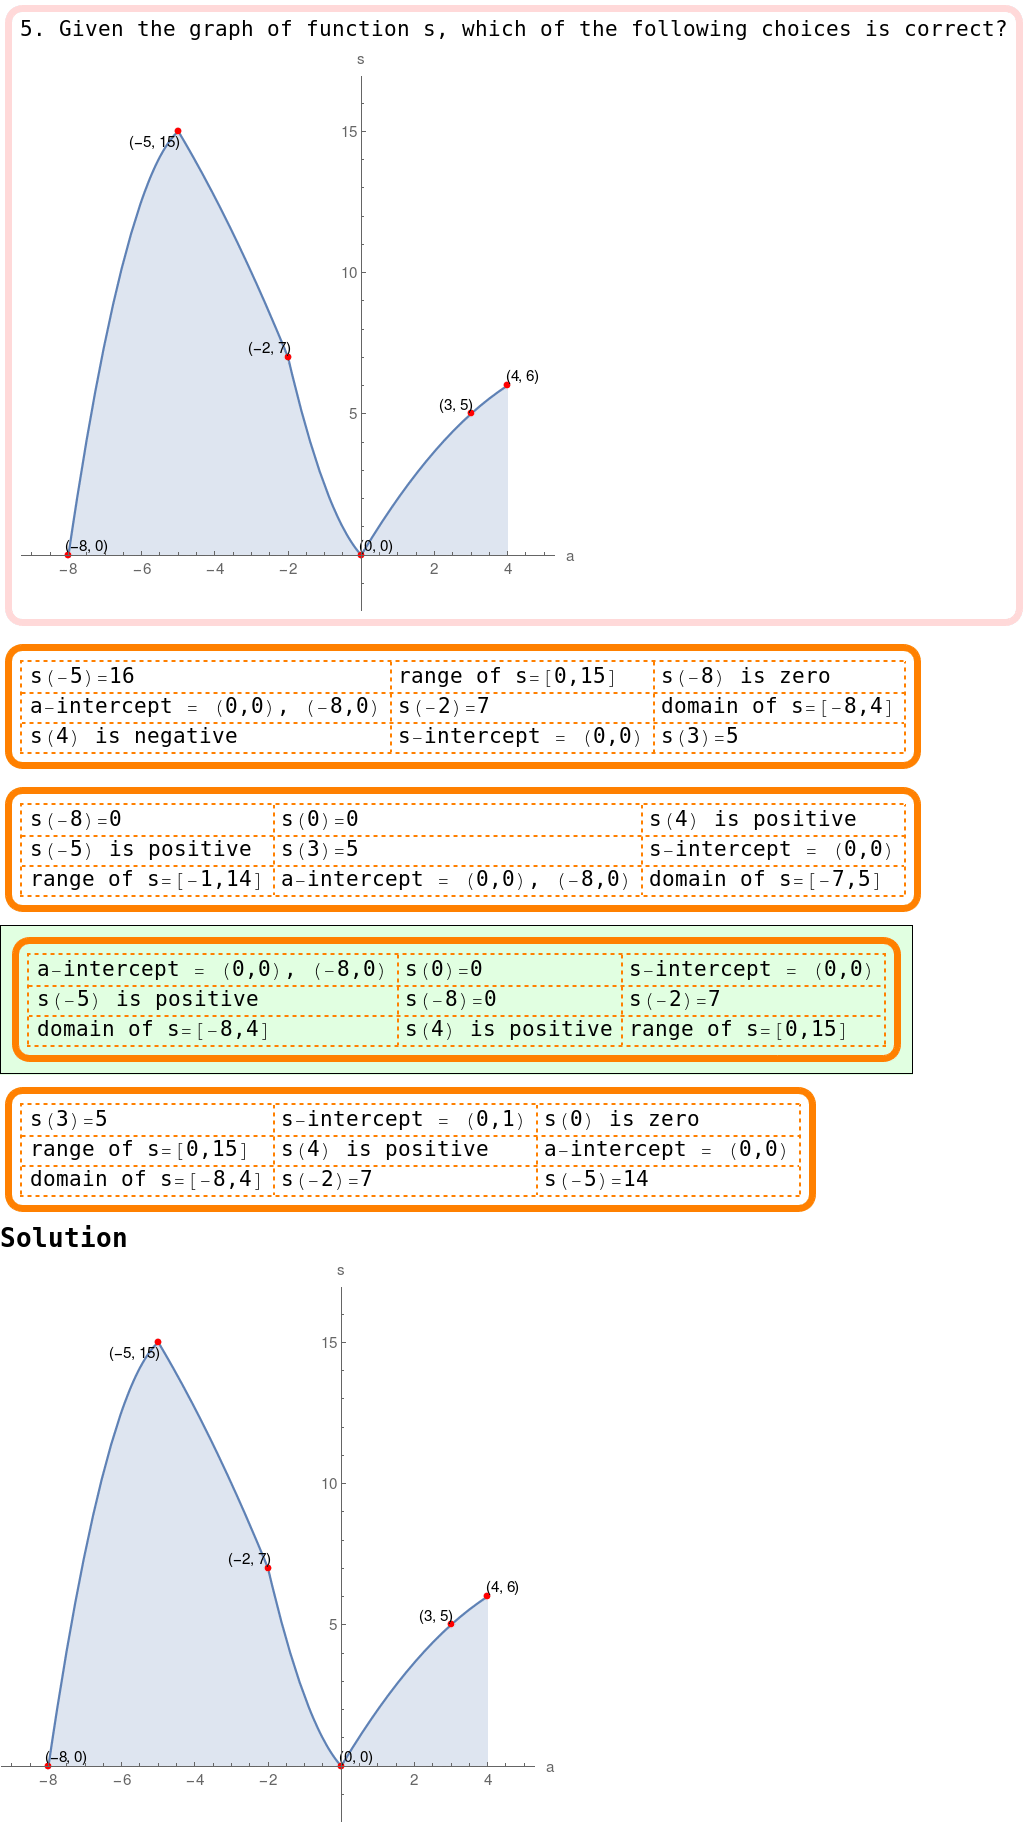 5. Given the graph of function s, which of the following choices is correct?
s
15
(−5, 15)
10
(−2, 7)
(4, 6)
(3, 5)
5
(−8, 0)
(0, 0)
a
−8 −6 −4 −2 2 4
s(-5)=16 range of s=[0,15] s(-8) is zero
a-intercept = (0,0), (-8,0) s(-2)=7 domain of s=[-8,4]
s(4) is negative s-intercept = (0,0) s(3)=5
s(-8)=0 s(0)=0 s(4) is positive
s(-5) is positive s(3)=5 s-intercept = (0,0)
range of s=[-1,14] a-intercept = (0,0), (-8,0) domain of s=[-7,5]
a-intercept = (0,0), (-8,0) s(0)=0 s-intercept = (0,0)
s(-5) is positive s(-8)=0 s(-2)=7
domain of s=[-8,4] s(4) is positive range of s=[0,15]
s(3)=5 s-intercept = (0,1) s(0) is zero
range of s=[0,15] s(4) is positive a-intercept = (0,0)
domain of s=[-8,4] s(-2)=7 s(-5)=14
Solution
s
15
(−5, 15)
10
(−2, 7)
(4, 6)
(3, 5)
5
(−8, 0)
(0, 0)
a
−8 −6 −4 −2 2 4